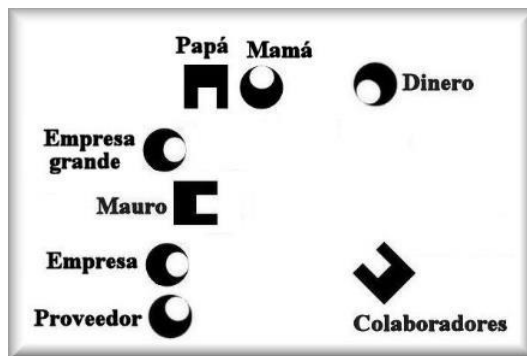 Papá
Mamá
Dinero
Empresa
grande
Mauro
Empresa
Proveedor
Colaboradores